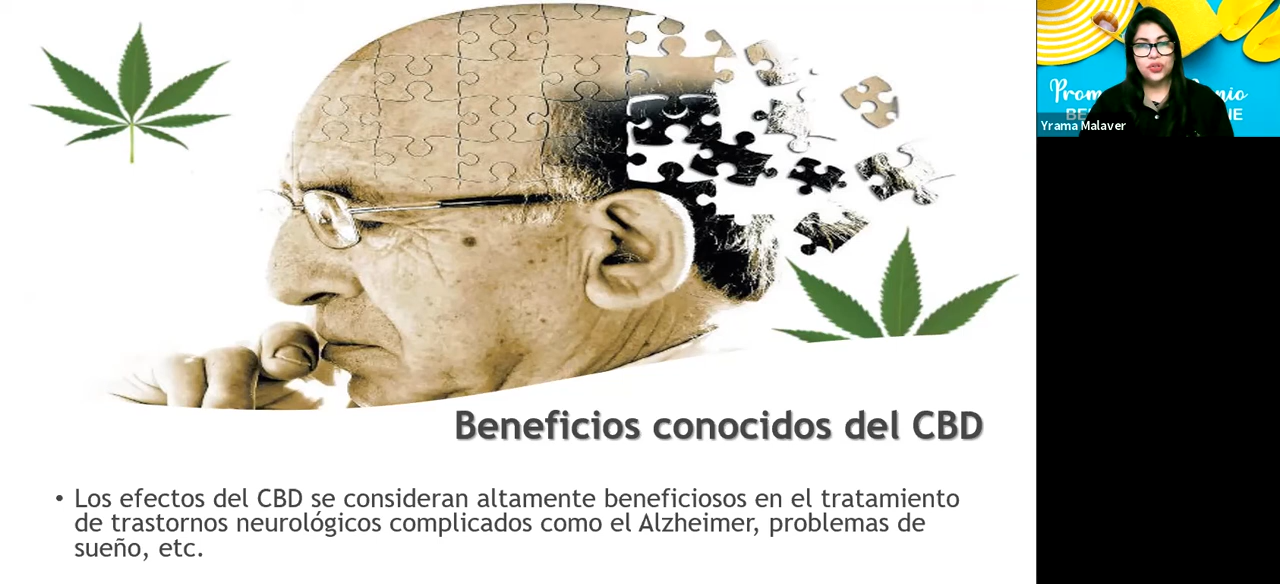 Yrama Malaver
Beneficios conocidos del CBD
• Los efectos del CBD se consideran altamente beneficiosos en el tratamiento
de trastornos neurológicos complicados como el Alzheimer, problemas de
sueño, etc.